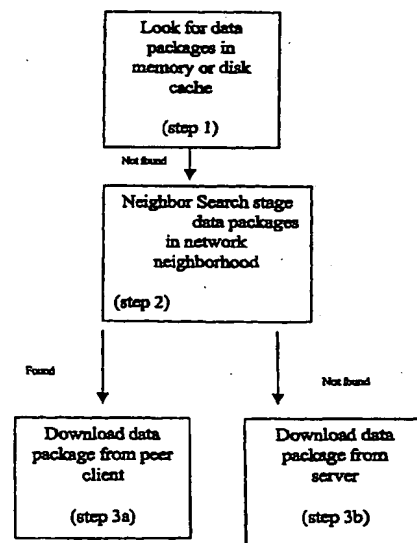 Look for data
packages in
memory or disk
cache
(step 1)
Not found
Neighbor Search stage
data packages
in network
neighborhood
(step 2)
Found
Not found
Download data
package from peer
client
(step 3a)
Download data
package from
server
(step 3b)